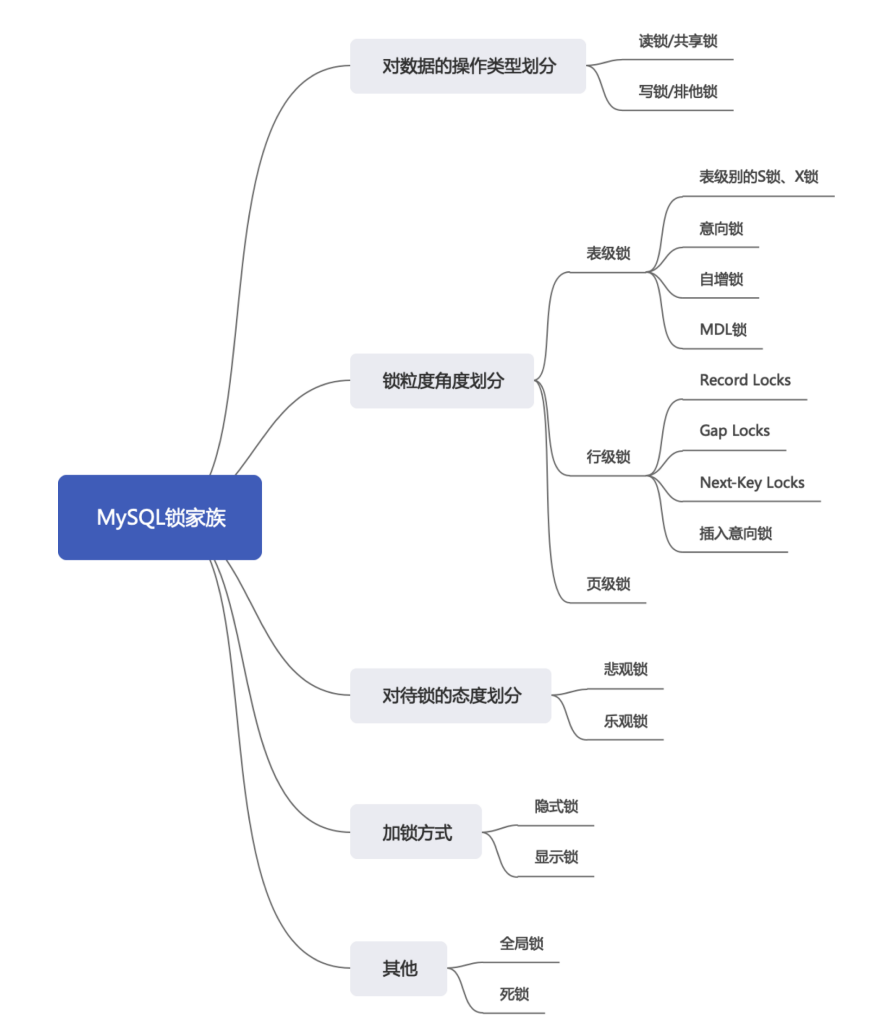 MySQL锁家族
对数据的操作类型划分
读锁/共享锁
写锁/排他锁
锁粒度角度划分
表级锁
表级别的S锁、X锁
意向锁
自增锁
MDL锁
行级锁
Record Locks
Gap Locks
Next-Key Locks
插入意向锁
页级锁
对待锁的态度划分
悲观锁
乐观锁
加锁方式
隐式锁
显示锁
其他
全局锁
死锁